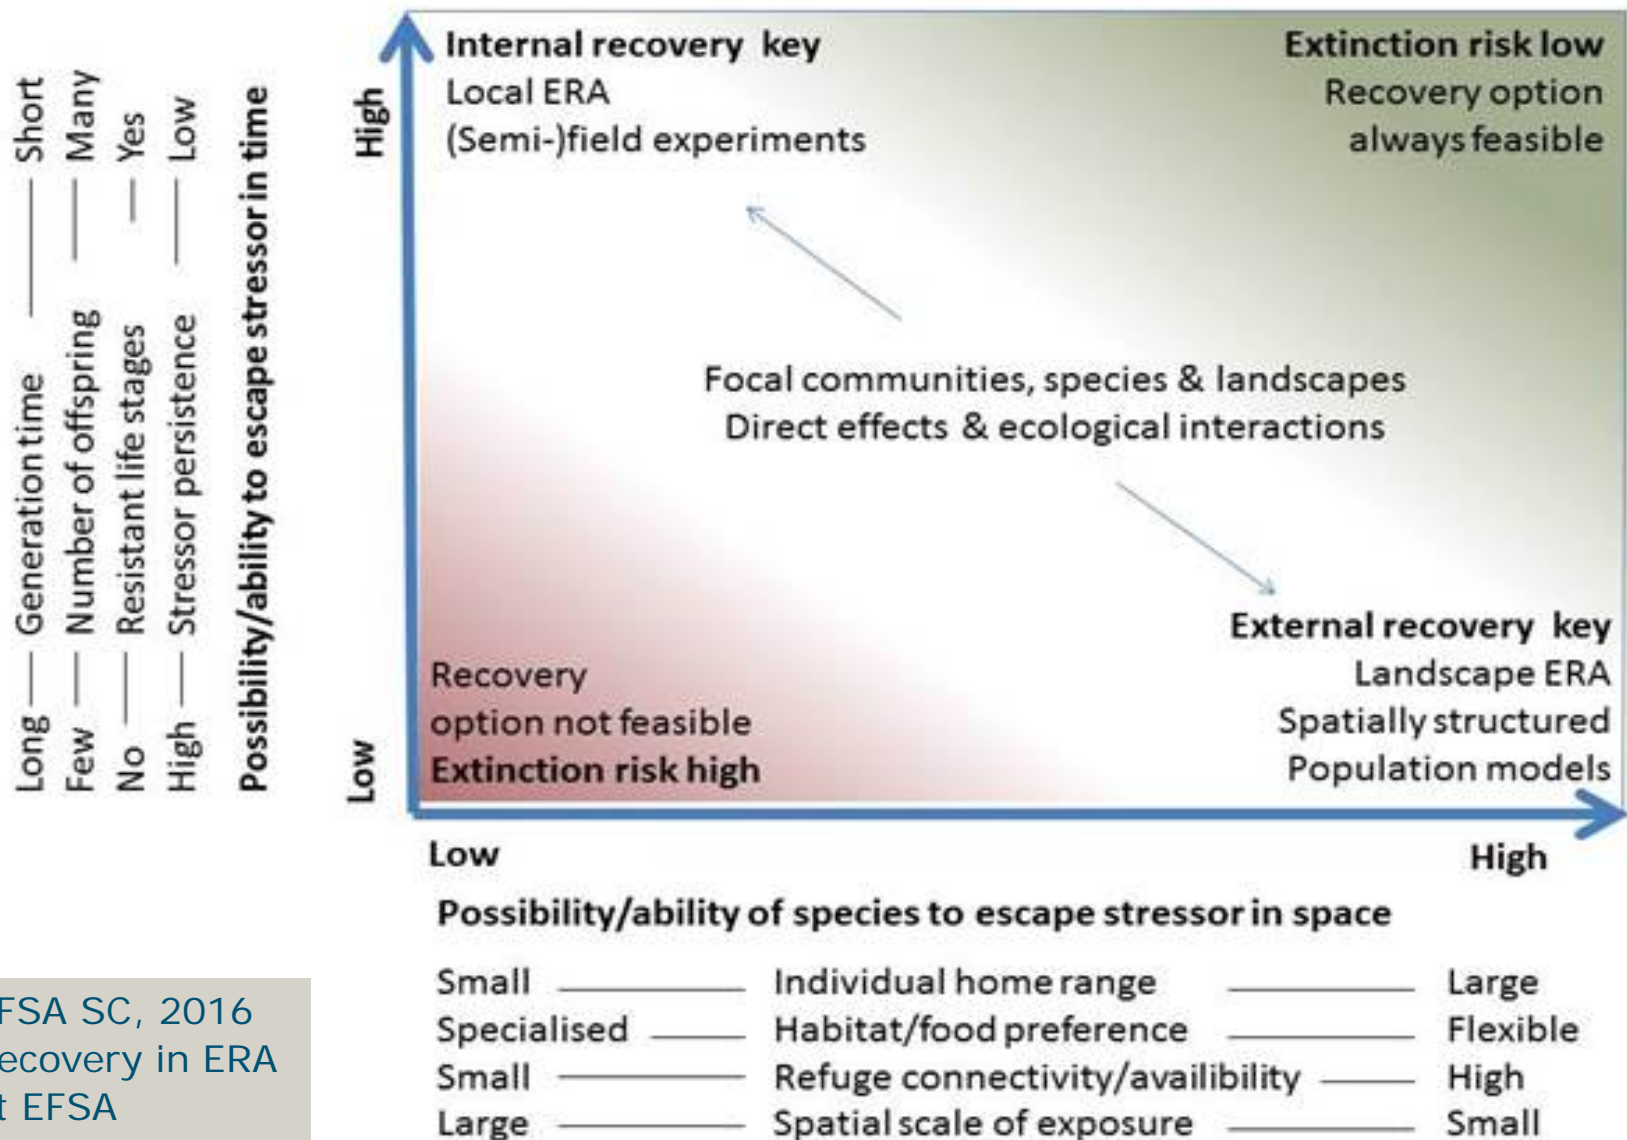 Long — Generation time — Short
Few — Number of offspring — Many
No — Resistant life stages — Yes
High — Stressor persistence — Low
Possibility/ability to escape stressor in time
High
Low
Internal recovery key
Local ERA
(Semi-)field experiments
Extinction risk low
Recovery option
always feasible
Focal communities, species & landscapes
Direct effects & ecological interactions
External recovery key
Landscape ERA
Spatially structured
Population models
Recovery
option not feasible
Extinction risk high
Low High
Possibility/ability of species to escape stressor in space
Small — Individual home range — Large
Specialised — Habitat/food preference — Flexible
Small — Refuge connectivity/availibility — High
Large — Spatial scale of exposure — Small
FSA SC, 2016
ecovery in ERA
t EFSA